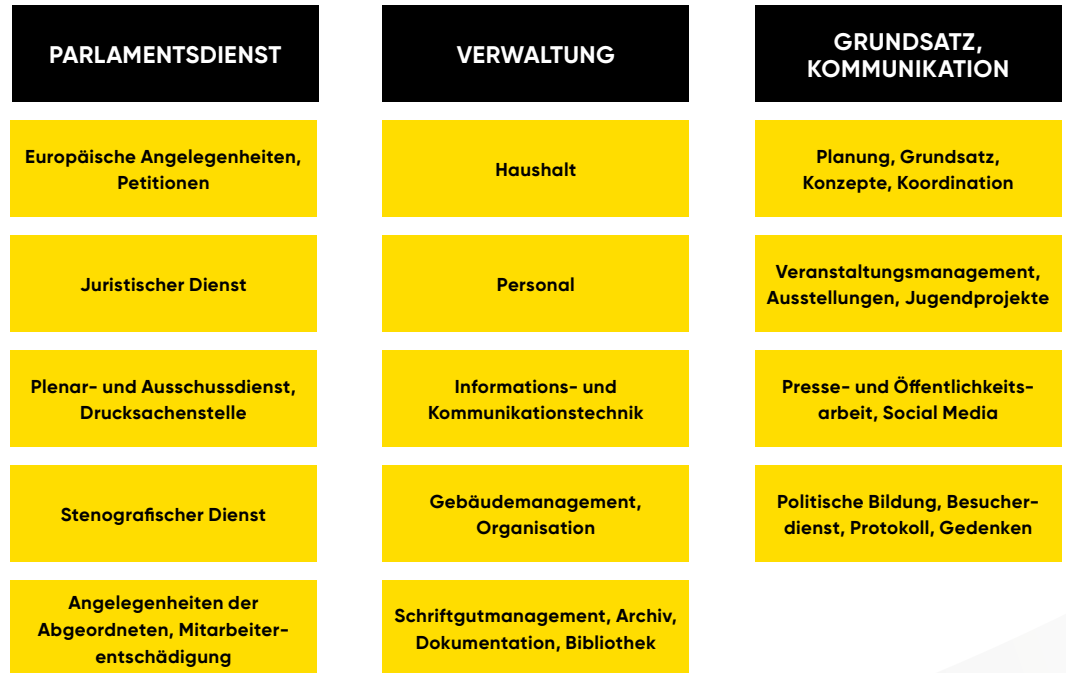 PARLAMENTSDIENST
Europäische Angelegenheiten,
Petitionen
Juristischer Dienst
Plenar- und Ausschussdienst,
Drucksachenstelle
Stenografischer Dienst
Angelegenheiten der
Abgeordneten, Mitarbeiter-
entschädigung
VERWALTUNG
Haushalt
Personal
Informations- und
Kommunikationstechnik
Gebäudemanagement,
Organisation
Schriftgutmanagement, Archiv,
Dokumentation, Bibliothek
GRUNDSATZ,
KOMMUNIKATION
Planung, Grundsatz,
Konzepte, Koordination
Veranstaltungsmanagement,
Ausstellungen, Jugendprojekte
Presse- und Öffentlichkeits-
arbeit, Social Media
Politische Bildung, Besucher-
dienst, Protokoll, Gedenken